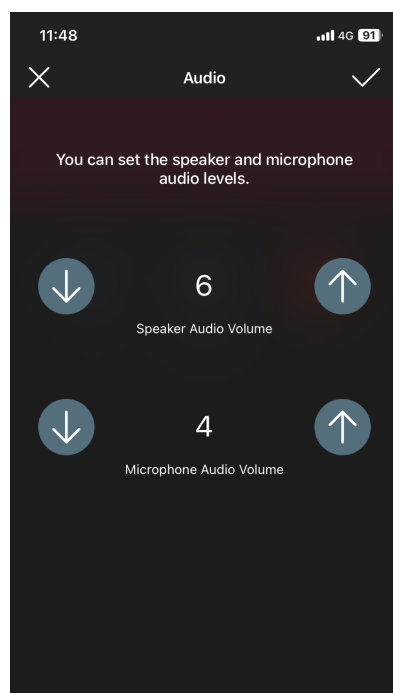 11:48
4G 91
Audio
You can set the speaker and microphone
audio levels.
6
Speaker Audio Volume
4
Microphone Audio Volume